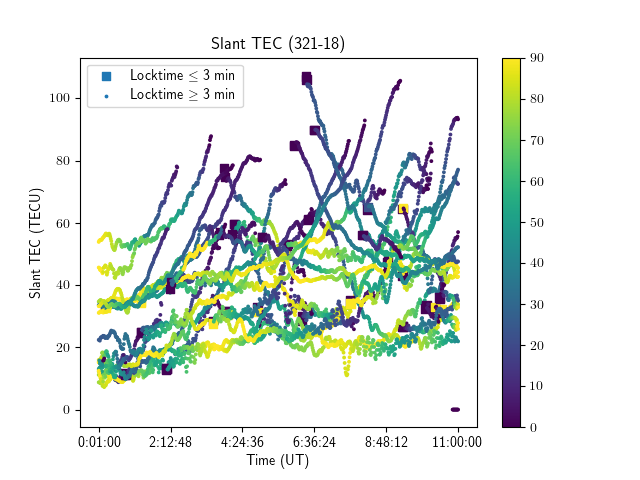 Slant TEC (321-18)
Locktime ≤ 3 min
Locktime ≥ 3 min
Slant TEC (TECU)
100
80
60
40
20
0
0:01:00 2:12:48 4:24:36 6:36:24 8:48:12 11:00:00
Time (UT)
90
80
70
60
50
40
30
20
10
0